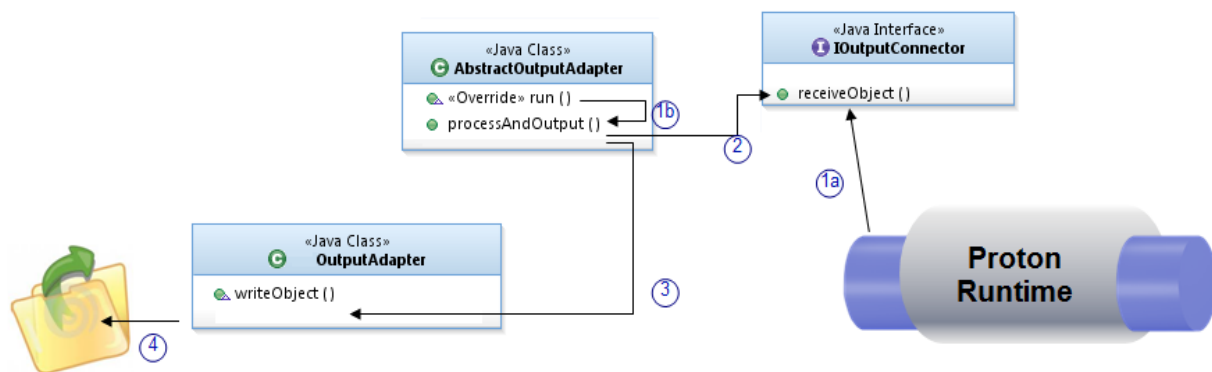 «Java Class»
C AbstractOutputAdapter
«Override» run ( )
processAndOutput ( )
1b
«Java Interface»
I IOutputConnector
receiveObject ( )
2
1a
«Java Class»
C OutputAdapter
writeObject ( )
3
4
Proton
Runtime